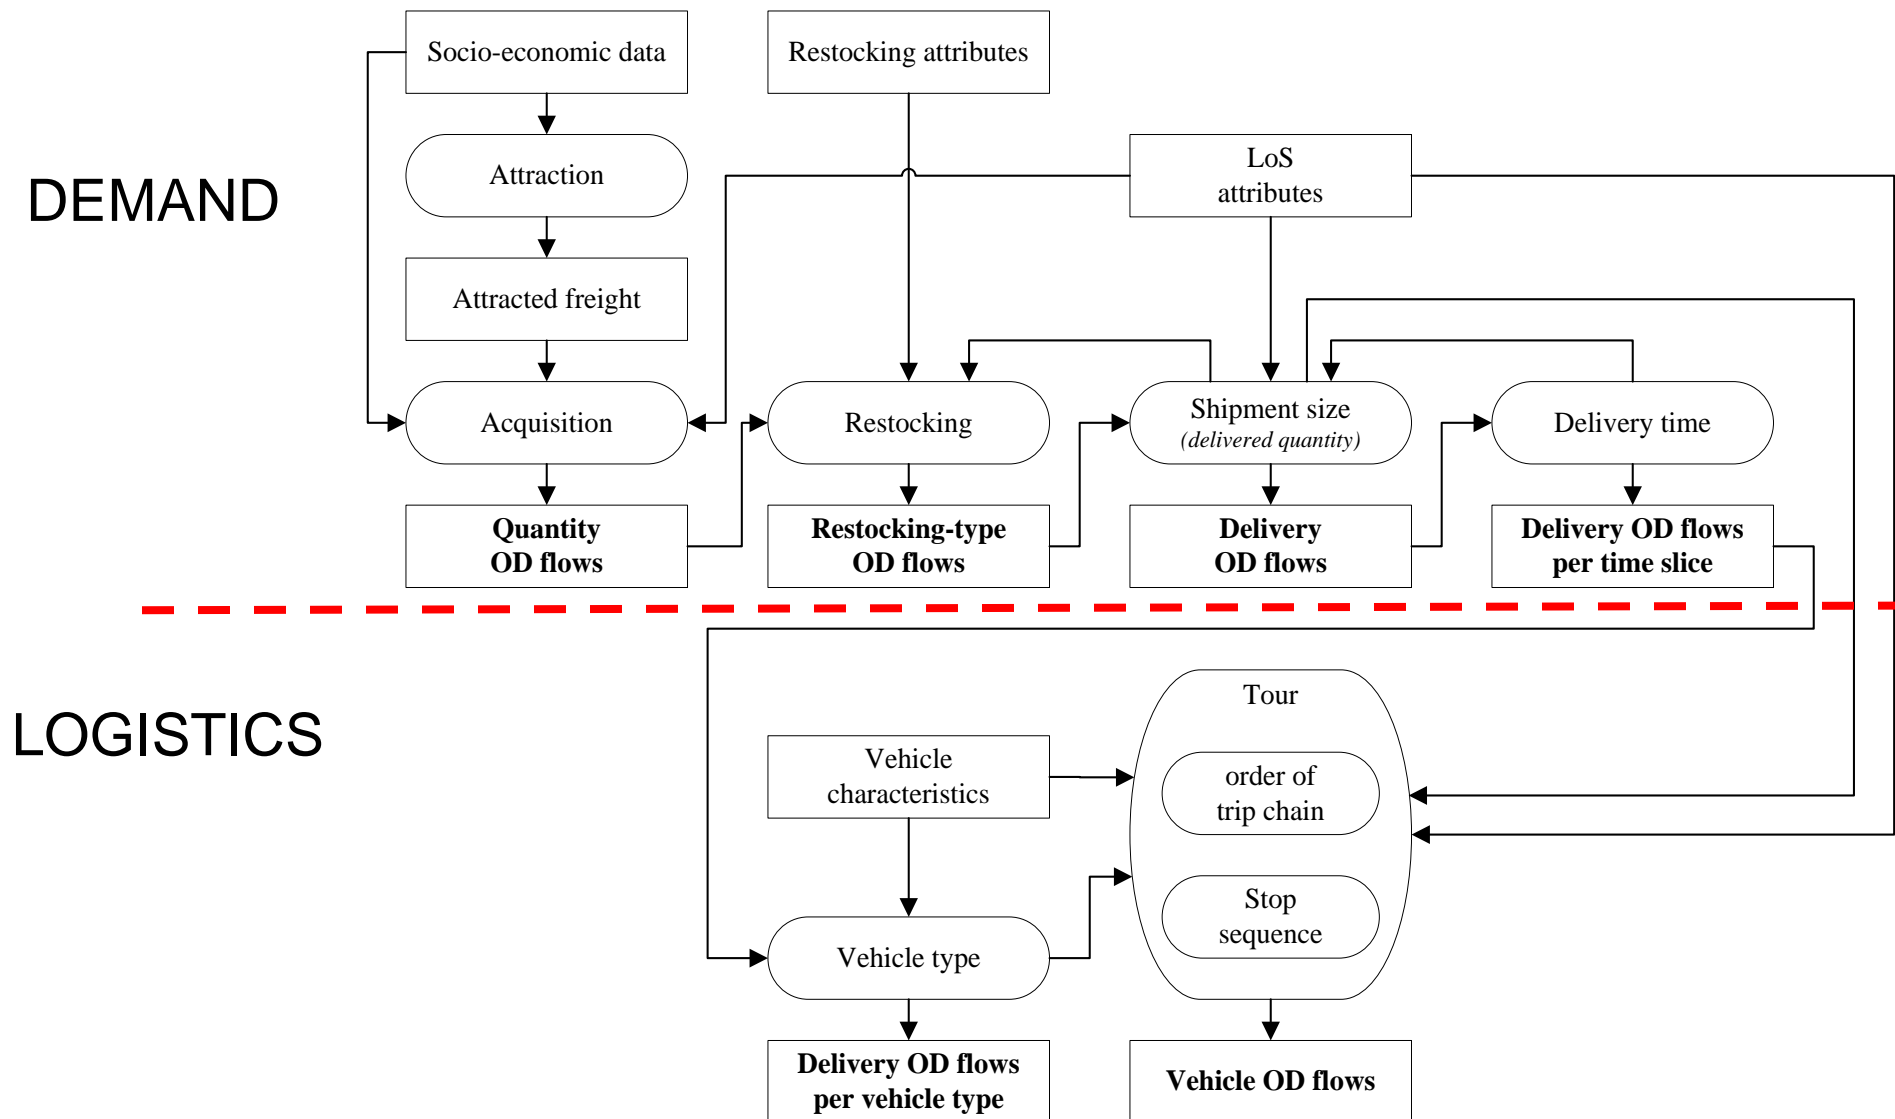 Socio-economic data
Restocking attributes
LoS
attributes
DEMAND
Attraction
Attracted freight
Acquisition
Restocking
Shipment size
(delivered quantity)
Delivery time
Quantity
OD flows
Restocking-type
OD flows
Delivery
OD flows
Delivery OD flows
per time slice
LOGISTICS
Tour
Vehicle
characteristics
order of
trip chain
Stop
sequence
Vehicle type
Delivery OD flows
per vehicle type
Vehicle OD flows